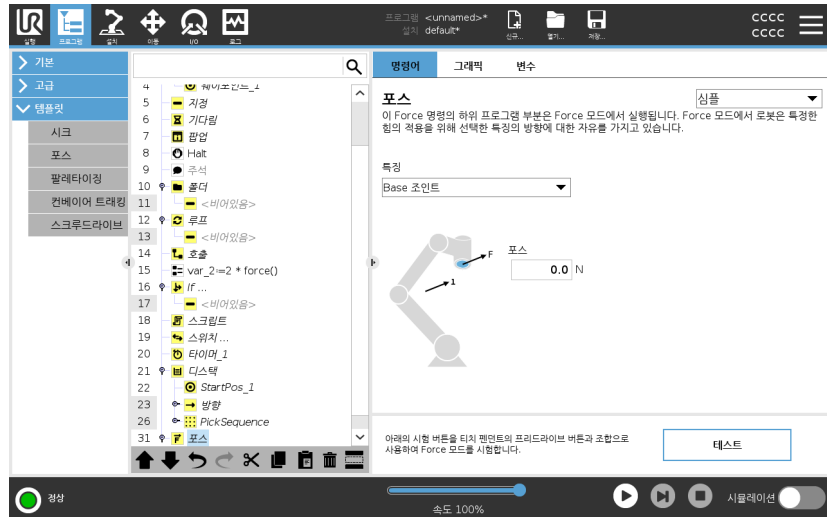 UR
실행
프로그램
설치
이동
I/O
로그
프로그램 <unnamed>*
설치 default*
신규...
열기...
저장...
cccc
cccc
기본
고급
템플릿
시크
포스
팔레타이징
컨베이어 트래킹
스크루드라이브
4 웨이포인트_1
5 지정
6 기다림
7 팝업
8 Halt
9 주석
10 폴더
11 <비어있음>
12 루프
13 <비어있음>
14 호출
15 var_2≔2 * force()
16 If ...
17 <비어있음>
18 스크립트
19 스위치 ...
20 타이머_1
21 디스택
22 StartPos_1
23 방향
26 PickSequence
31 포스
명령어
그래픽
변수
포스
심플
이 Force 명령의 하위 프로그램 부분은 Force 모드에서 실행됩니다. Force 모드에서 로봇은 특정한
힘의 적용을 위해 선택한 특징의 방향에 대한 자유를 가지고 있습니다.
특징
Base 조인트
F
1
포스
0.0 N
아래의 시험 버튼을 티치 펜던트의 프리드라이브 버튼과 조합으로
사용하여 Force 모드를 시험합니다.
테스트
정상
속도 100%
시뮬레이션